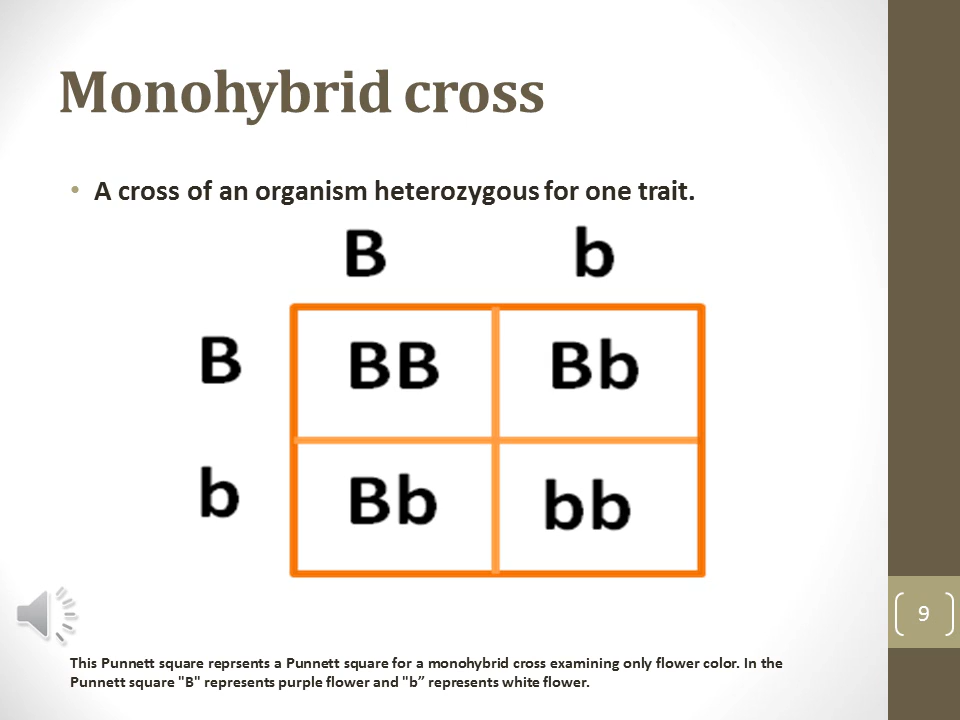 Monohybrid cross
• A cross of an organism heterozygous for one trait.
B b
B BB Bb
b Bb bb
9
This Punnett square reprsents a Punnett square for a monohybrid cross examining only flower color. In the
Punnett square "B" represents purple flower and "b” represents white flower.